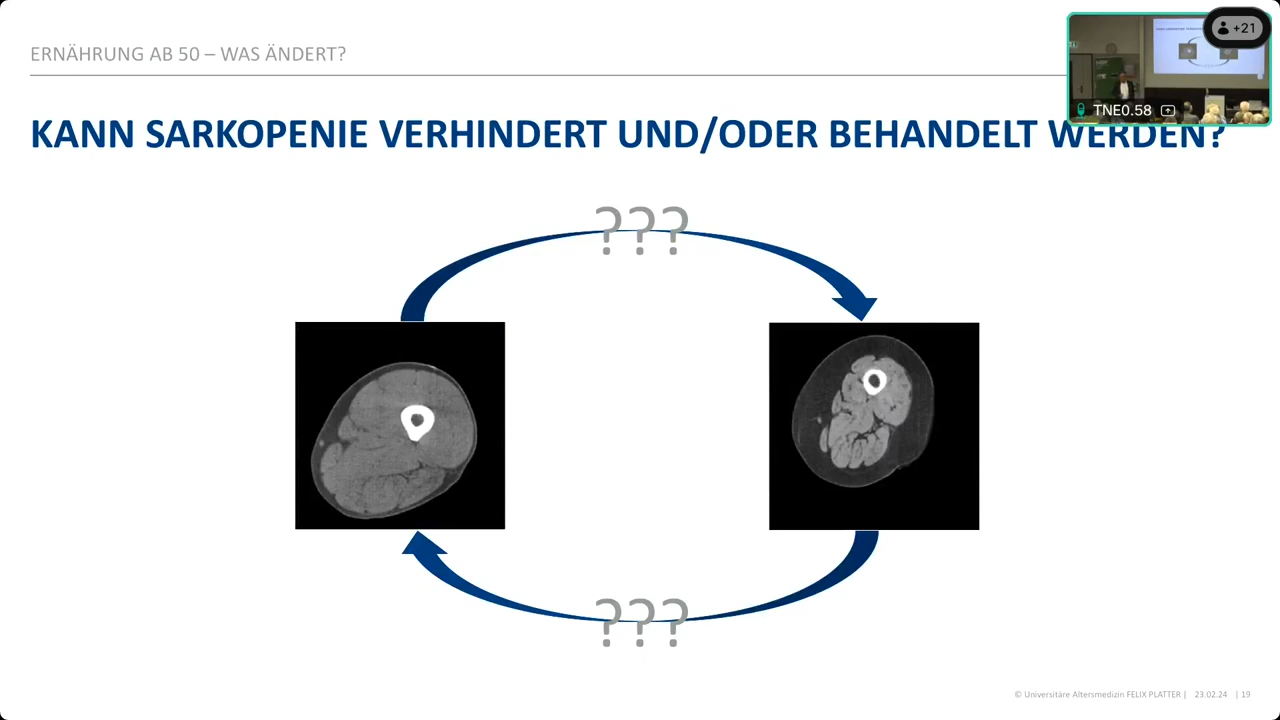 ERNÄHRUNG AB 50 – WAS ÄNDERT?
+21
TNE0.58
KANN SARKOPENIE VERHINDERT UND/ODER BEHANDELT WERDEN?
???
???
© Universitäre Altersmedizin FELIX PLATTER | 23.02.24 | 19